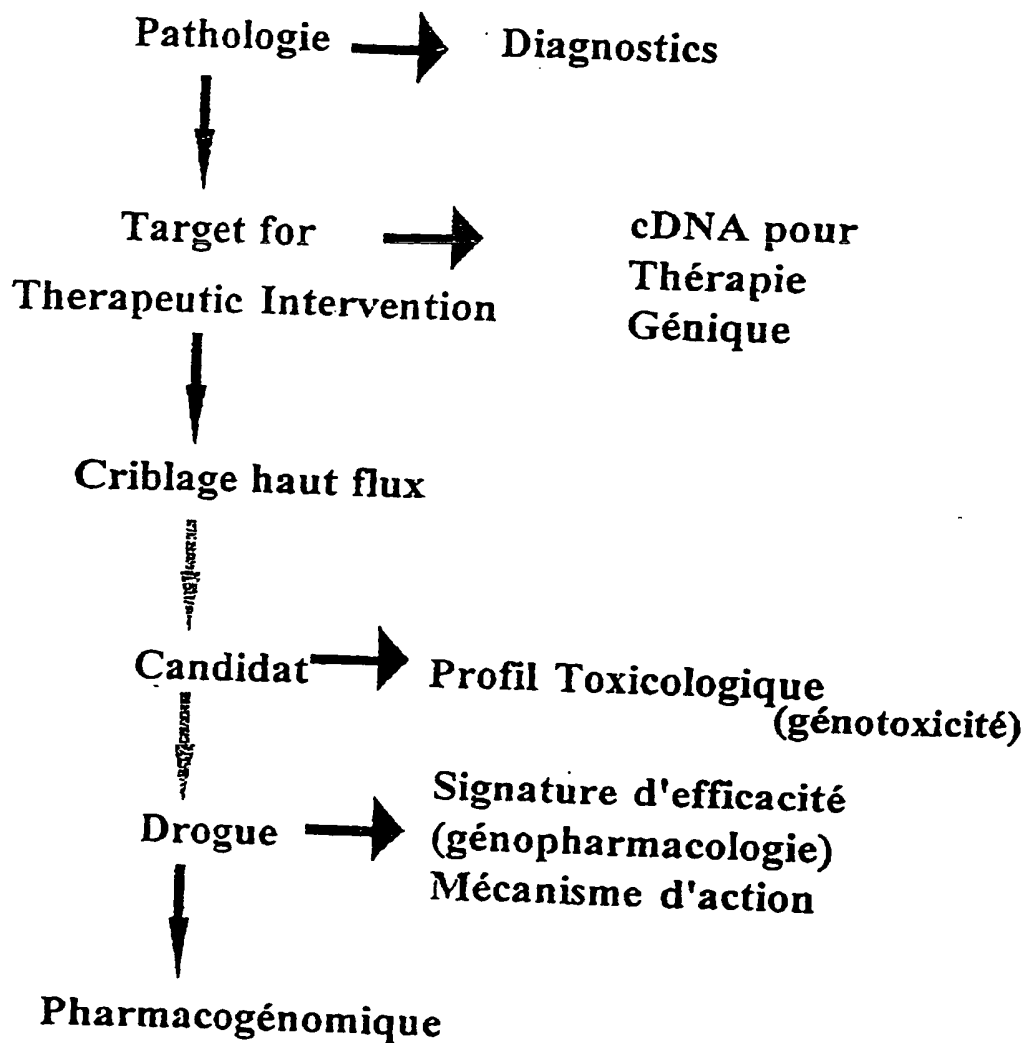 Pathologie
Diagnostics
Target for
Therapeutic Intervention
cDNA pour
Thérapie
Génique
Criblage haut flux
Candidat
Profil Toxicologique
(génotoxicité)
Drogue
Signature d'efficacité
(génopharmacologie)
Mécanisme d'action
Pharmacogénomique